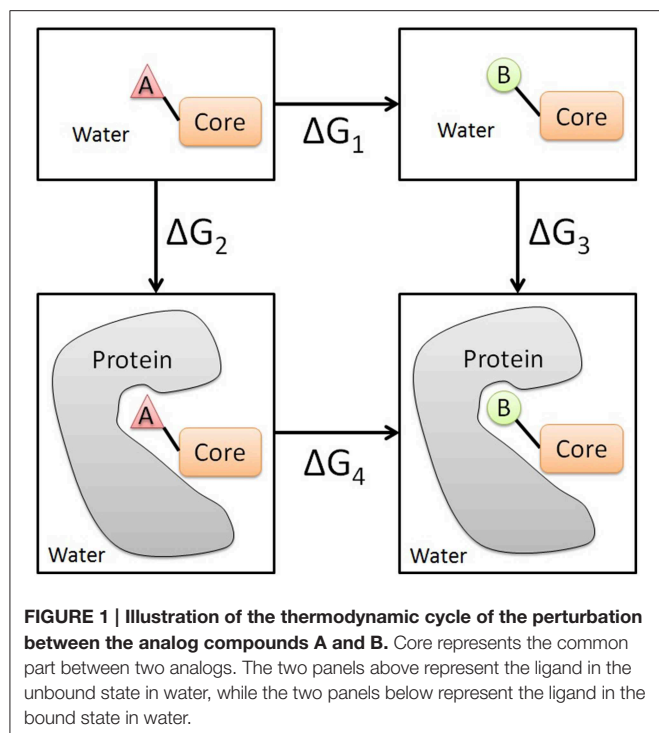 A
Core
Water
ΔG₁
B
Core
Water
ΔG₂
ΔG₃
Protein
A
Core
Water
ΔG₄
Protein
B
Core
Water
FIGURE 1 | Illustration of the thermodynamic cycle of the perturbation
between the analog compounds A and B. Core represents the common
part between two analogs. The two panels above represent the ligand in the
unbound state in water, while the two panels below represent the ligand in the
bound state in water.